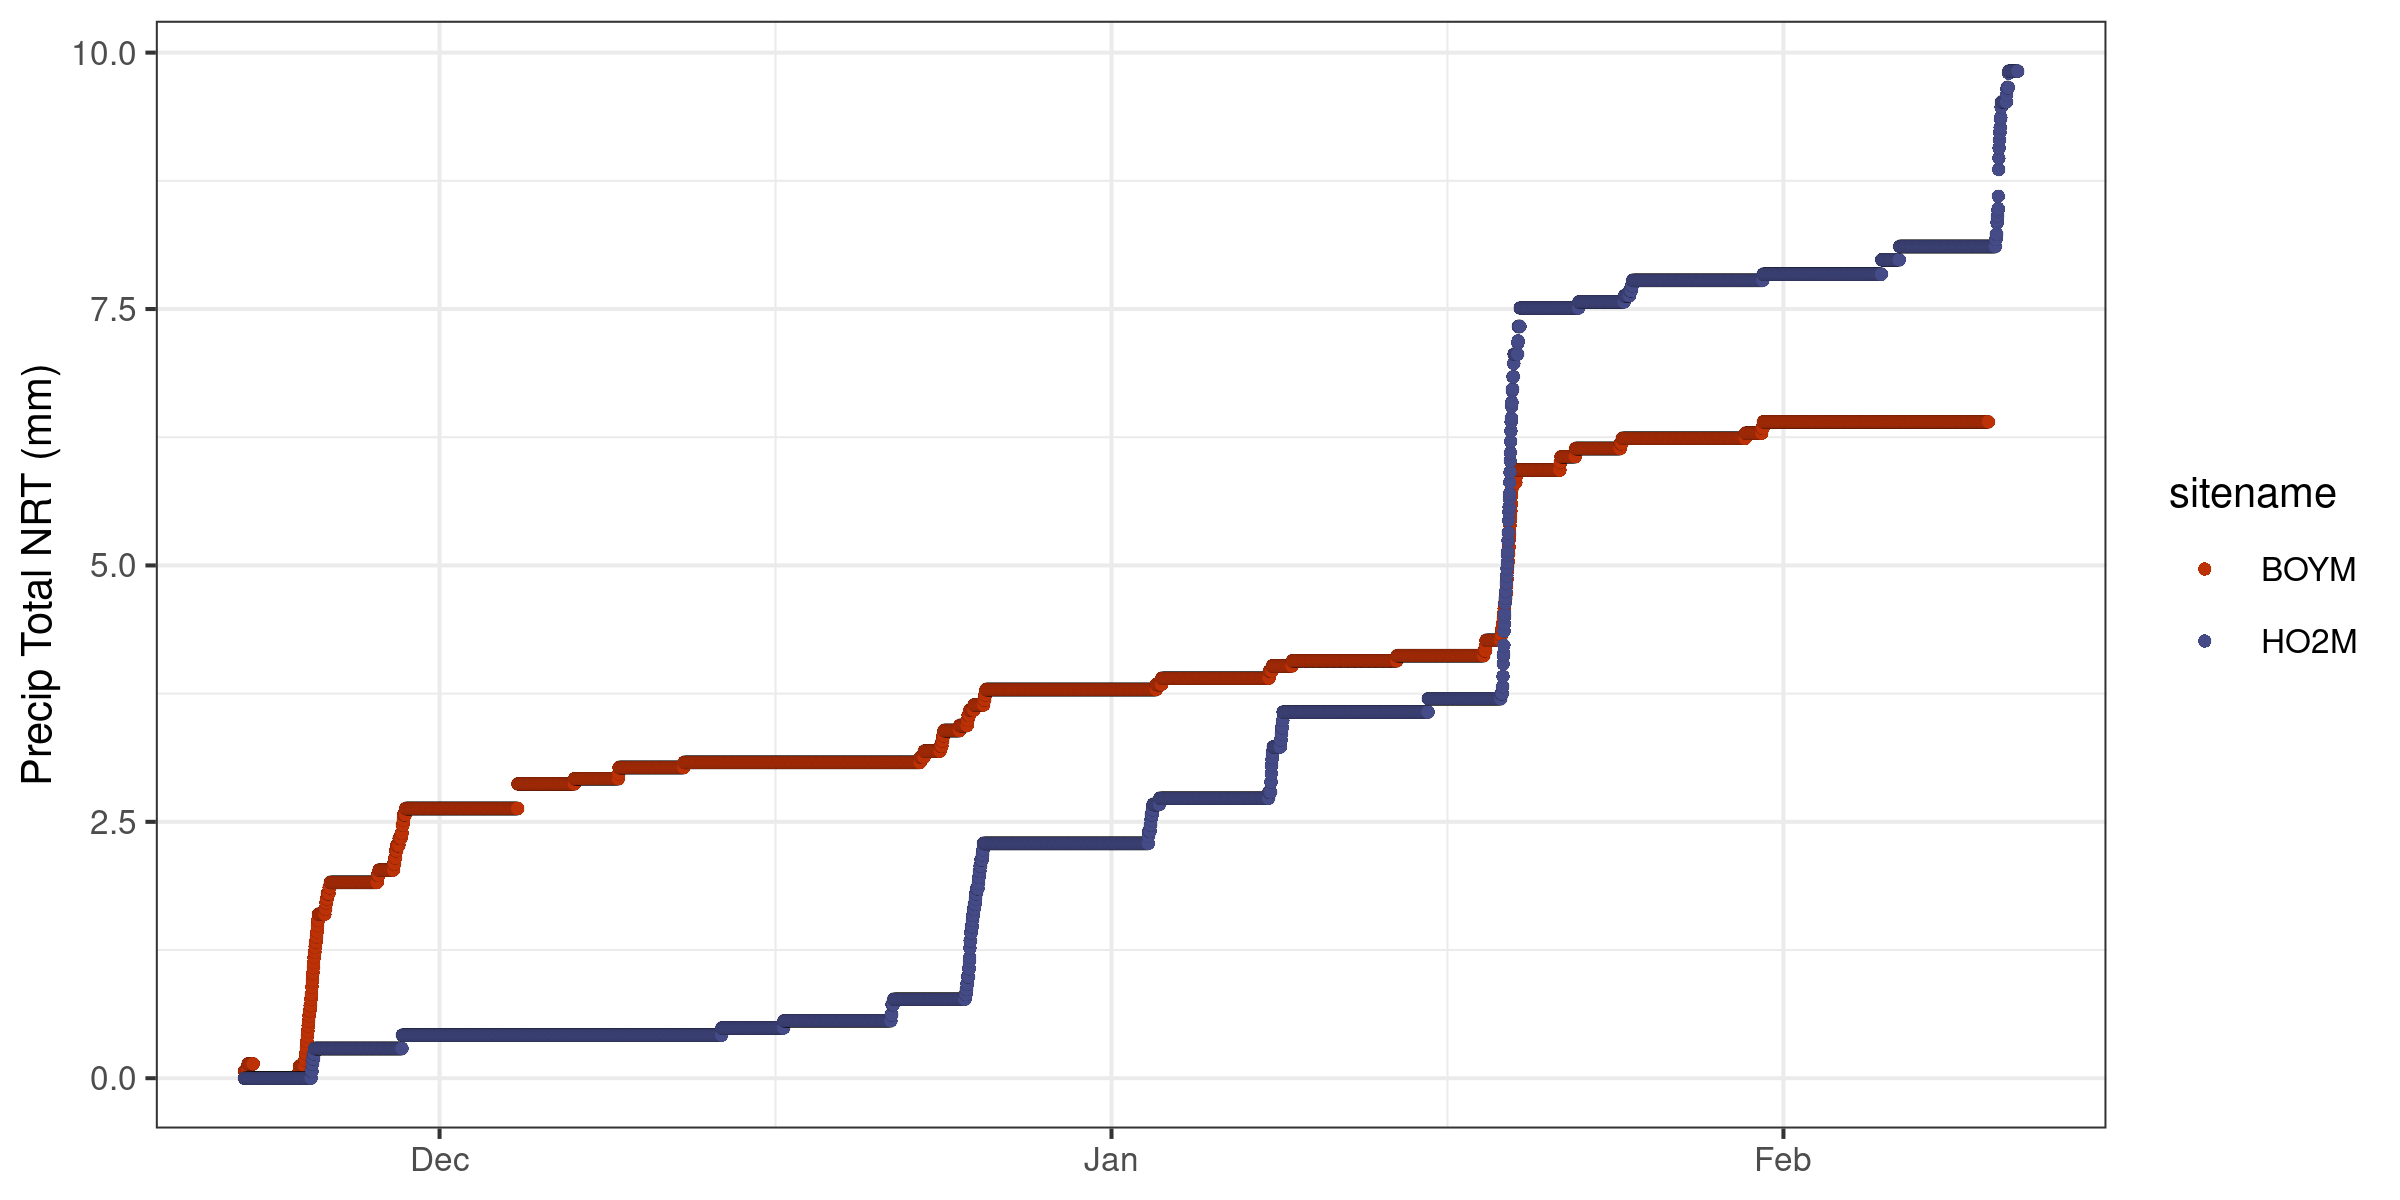 Precip Total NRT (mm)
10.0
7.5
5.0
2.5
0.0
Dec
Jan
Feb
sitename
BOYM
HO2M